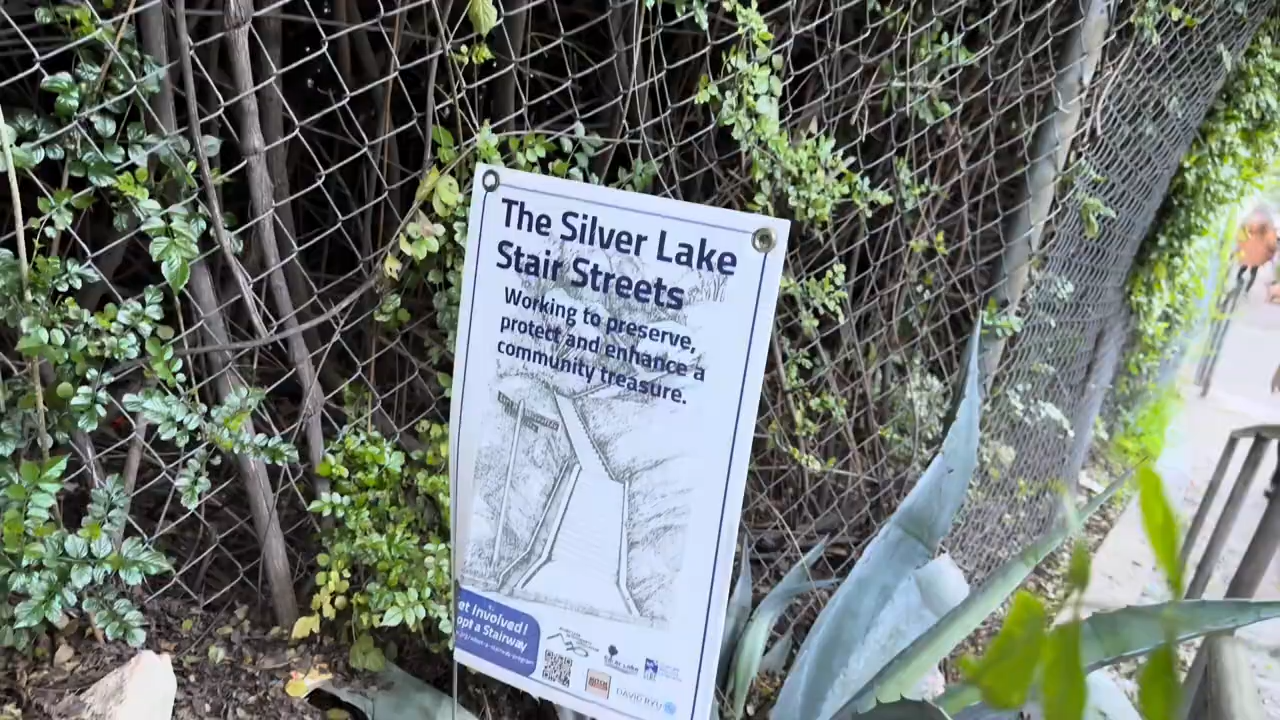 The Silver Lake
Stair Streets
Working to preserve,
protect and enhance a
community treasure.
et Involved!
opt a Stairway
DAVID RYU